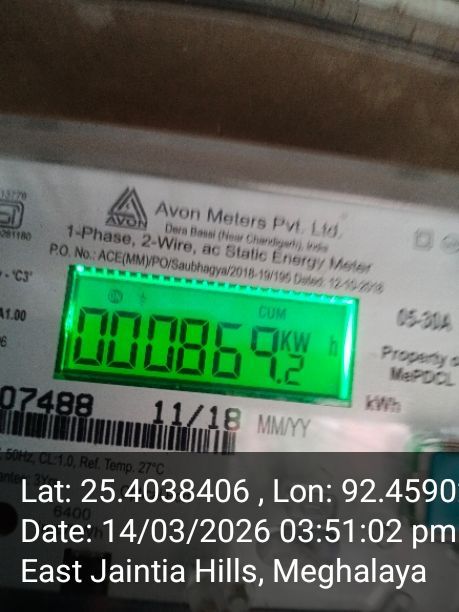 AVON
Avon Meters Pvt. Ltd.
Dera Bassi (Near Chandigarh), India
1-Phase, 2-Wire, ac Static Energy Meter
P.O. No.: ACE(MM)/PO/Saubhagya/2018-19/195 Dated: 12-10-2018
CUM
000869.2 KW h
05-30A
Property
MePDCL
kWh
07488 11/18 MM/YY
50Hz, CL:1.0, Ref. Temp. 27°C
6400
Lat: 25.4038406 , Lon: 92.4590
Date: 14/03/2026 03:51:02 pm
East Jaintia Hills, Meghalaya